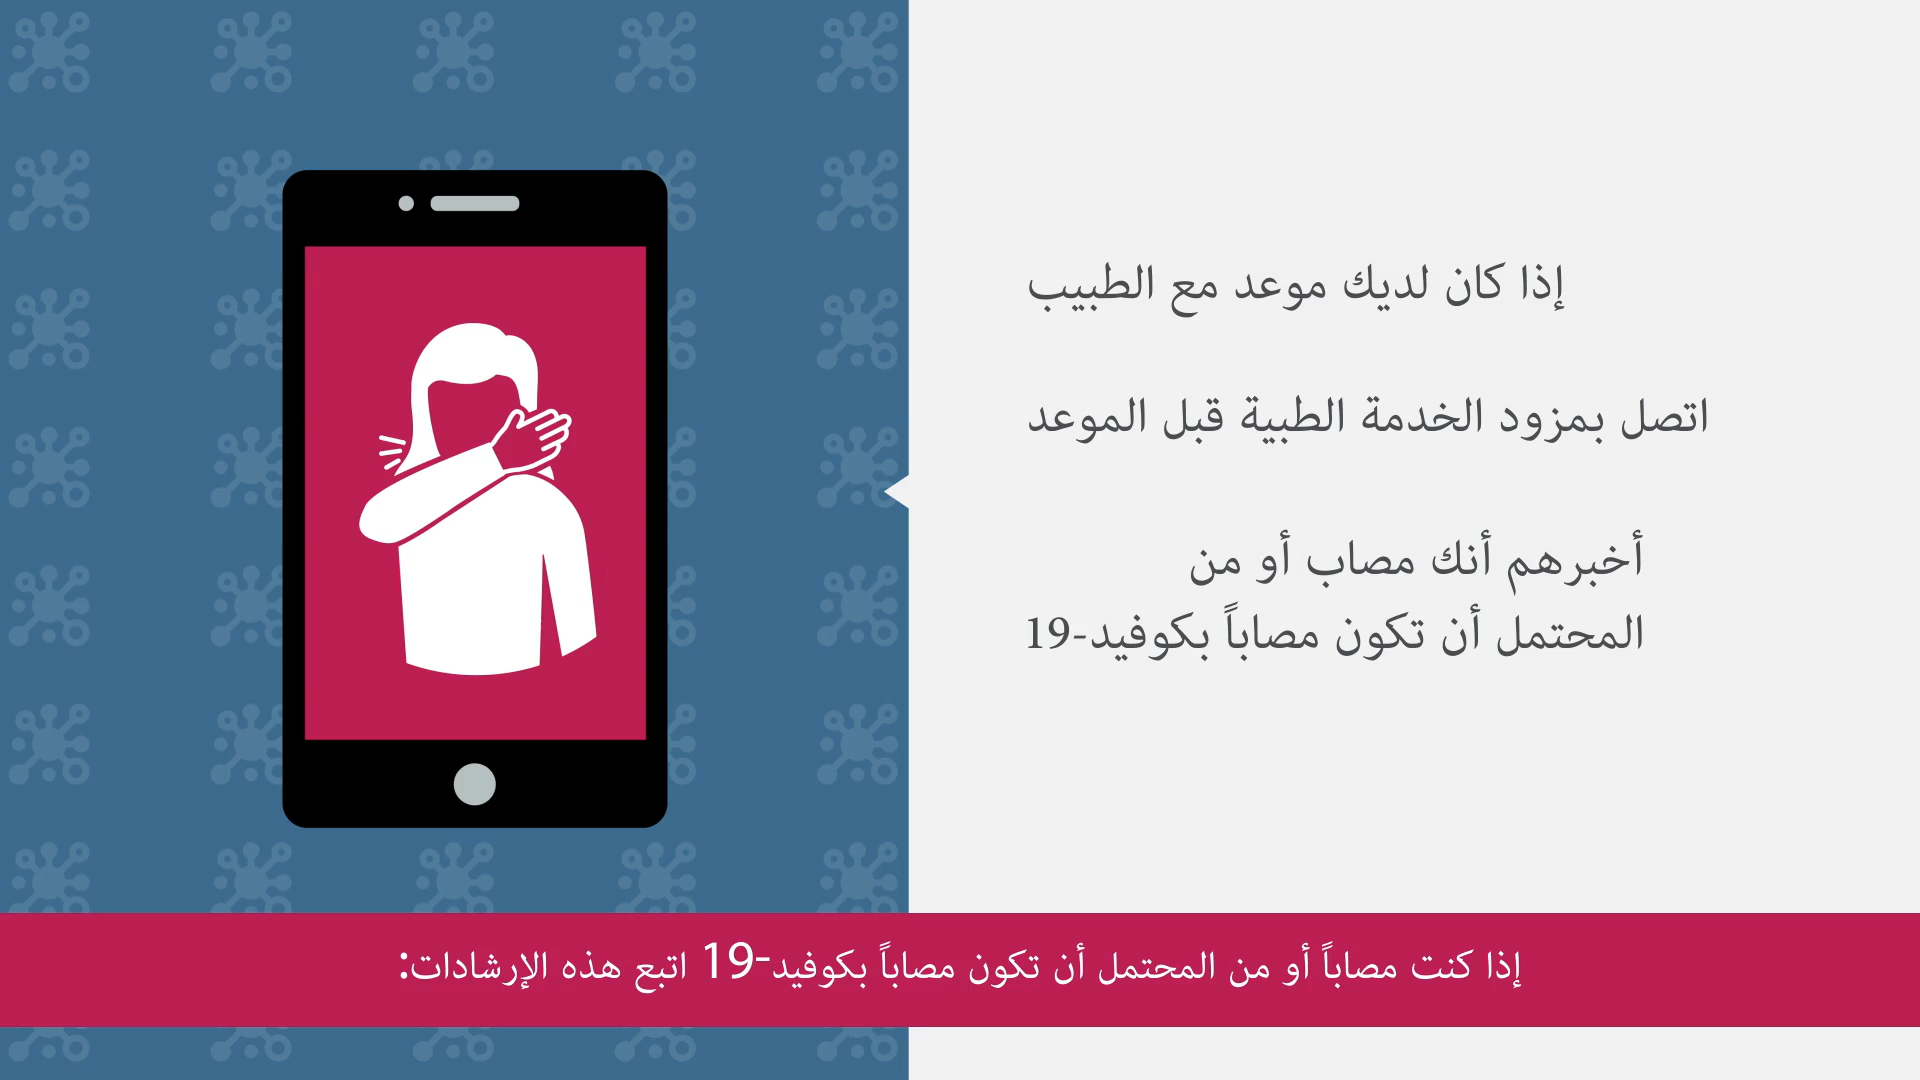 إذا كان لديك موعد مع الطبيب
اتصل بمزود الخدمة الطبية قبل الموعد
أخبرهم أنك مصاب أو من
المحتمل أن تكون مصاباً بكوفيد-19
إذا كنت مصاباً أو من المحتمل أن تكون مصاباً بكوفيد-19 اتبع هذه الإرشادات: